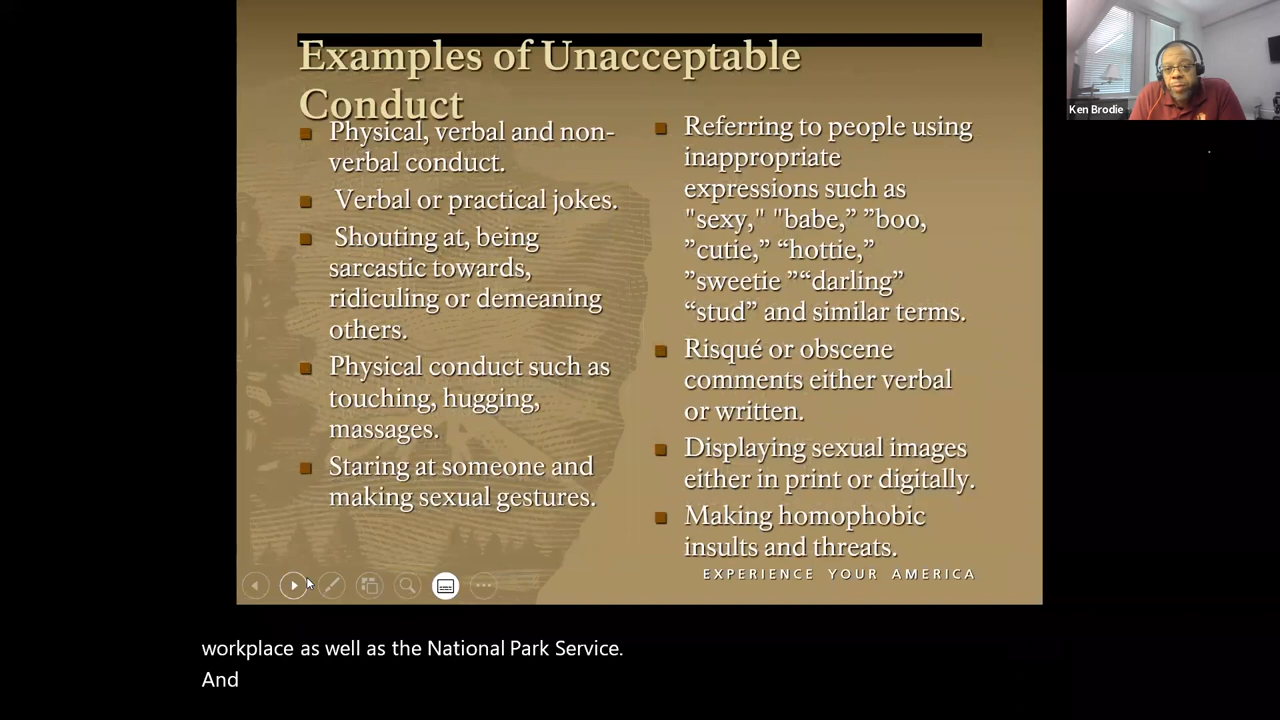 Examples of Unacceptable
Conduct
Physical, verbal and non-
verbal conduct.
Verbal or practical jokes.
Shouting at, being
sarcastic towards,
ridiculing or demeaning
others.
Physical conduct such as
touching, hugging,
massages.
Staring at someone and
making sexual gestures.
Referring to people using
inappropriate
expressions such as
"sexy," "babe,” ”boo,
”cutie,” “hottie,”
”sweetie ”“darling”
“stud” and similar terms.
Risqué or obscene
comments either verbal
or written.
Displaying sexual images
either in print or digitally.
Making homophobic
insults and threats.
EXPERIENCE YOUR AMERICA
Ken Brodie
workplace as well as the National Park Service.
And